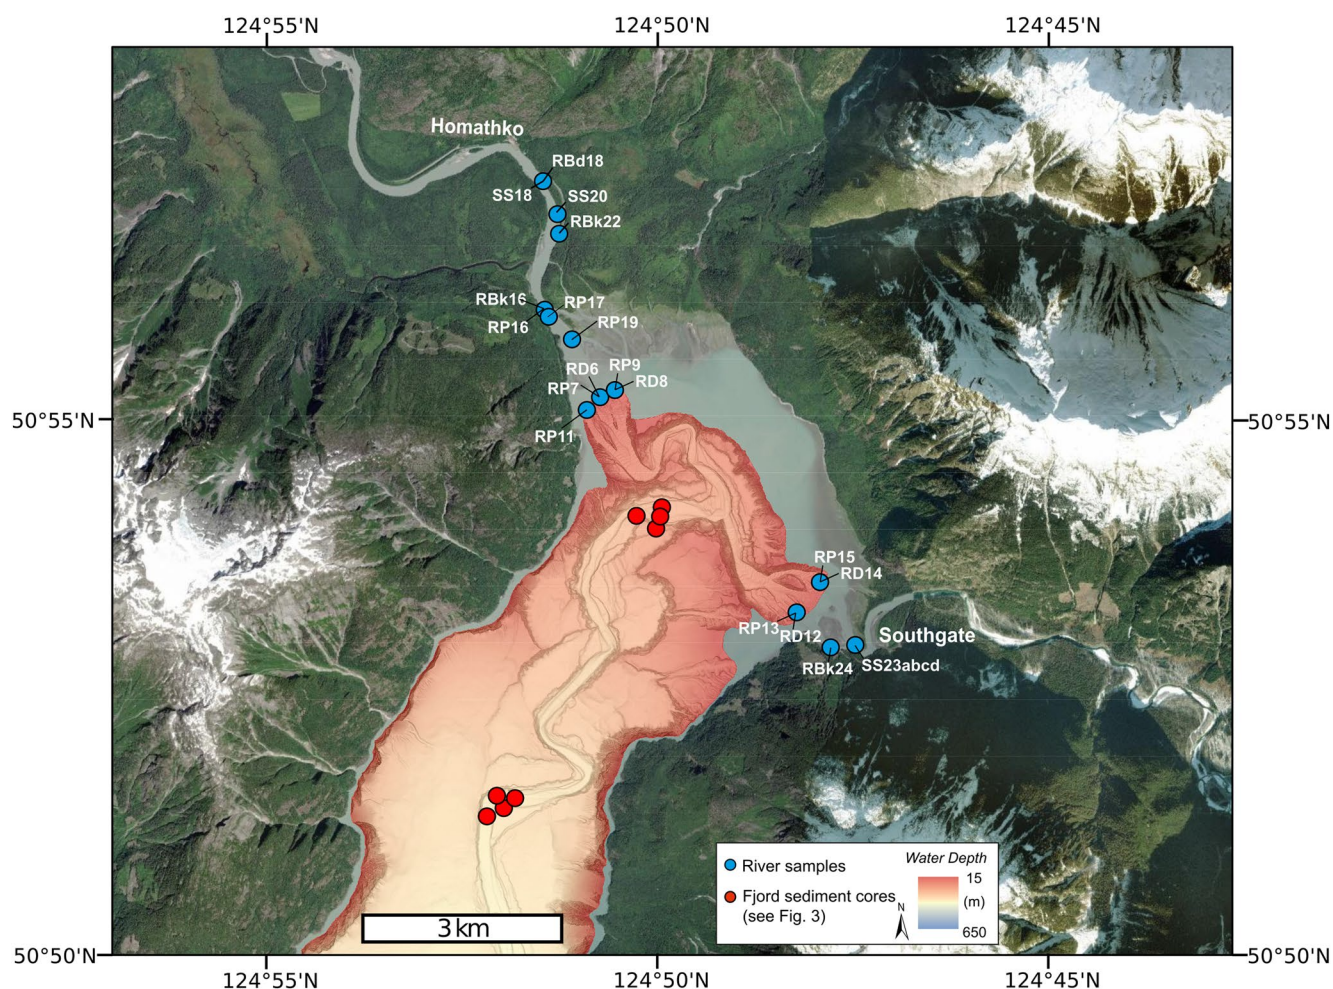 124°55'N 124°50'N 124°45'N
Homathko
RBd18
SS18
SS20
RBk22
RBk16
RP17
RP16
RP19
RD6
RP9
RP7
RD8
50°55'N
50°55'N
RP11
RP15
RD14
RP13
RD12
Southgate
RBk24
SS23abcd
River samples
Fjord sediment cores
(see Fig. 3)
Water Depth
15
(m)
650
N
3km
50°50'N
50°50'N
124°55'N 124°50'N 124°45'N